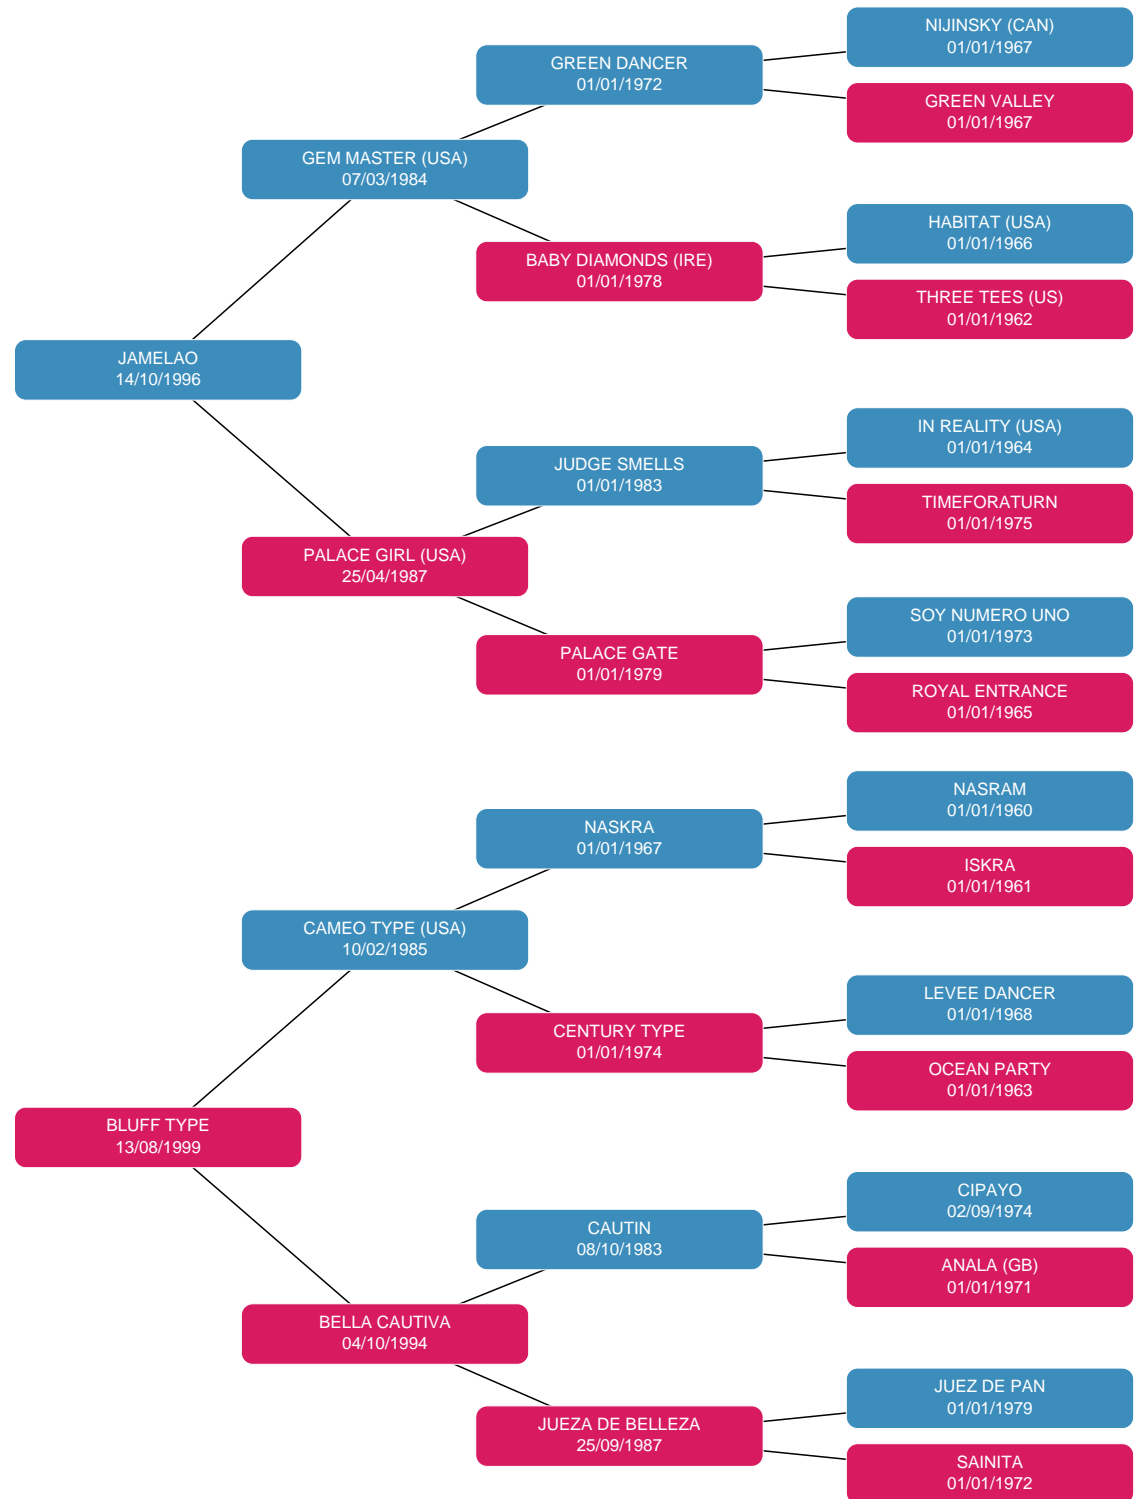 NIJINSKY (CAN)
01/01/1967
GREEN DANCER
01/01/1972
GREEN VALLEY
01/01/1967
GEM MASTER (USA)
07/03/1984
HABITAT (USA)
01/01/1966
BABY DIAMONDS (IRE)
01/01/1978
THREE TEES (US)
01/01/1962
JAMELAO
14/10/1996
IN REALITY (USA)
01/01/1964
JUDGE SMELLS
01/01/1983
TIMEFORATURN
01/01/1975
PALACE GIRL (USA)
25/04/1987
SOY NUMERO UNO
01/01/1973
PALACE GATE
01/01/1979
ROYAL ENTRANCE
01/01/1965
NASRAM
01/01/1960
NASKRA
01/01/1967
ISKRA
01/01/1961
CAMEO TYPE (USA)
10/02/1985
LEVEE DANCER
01/01/1968
CENTURY TYPE
01/01/1974
OCEAN PARTY
01/01/1963
BLUFF TYPE
13/08/1999
CIPAYO
02/09/1974
CAUTIN
08/10/1983
ANALA (GB)
01/01/1971
BELLA CAUTIVA
04/10/1994
JUEZ DE PAN
01/01/1979
JUEZA DE BELLEZA
25/09/1987
SAINITA
01/01/1972